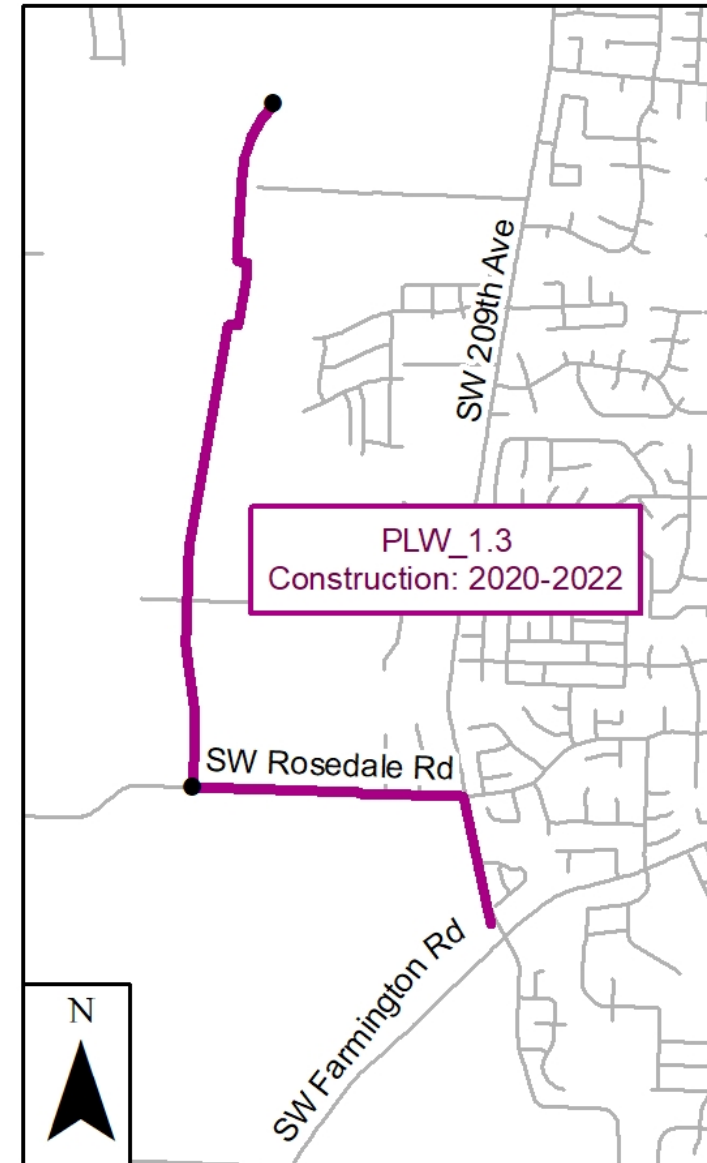 SW 209th Ave
PLW_1.3
Construction: 2020-2022
SW Rosedale Rd
SW Farmington Rd
N